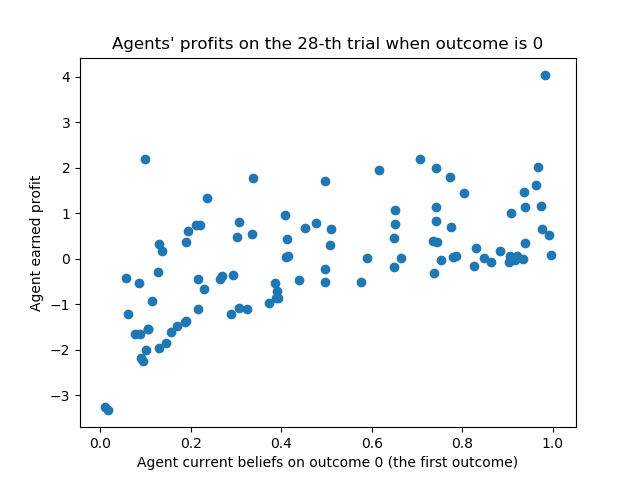 Agents' profits on the 28-th trial when outcome is 0
Agent earned profit
4
3
2
1
0
−1
−2
−3
0.0 0.2 0.4 0.6 0.8 1.0
Agent current beliefs on outcome 0 (the first outcome)